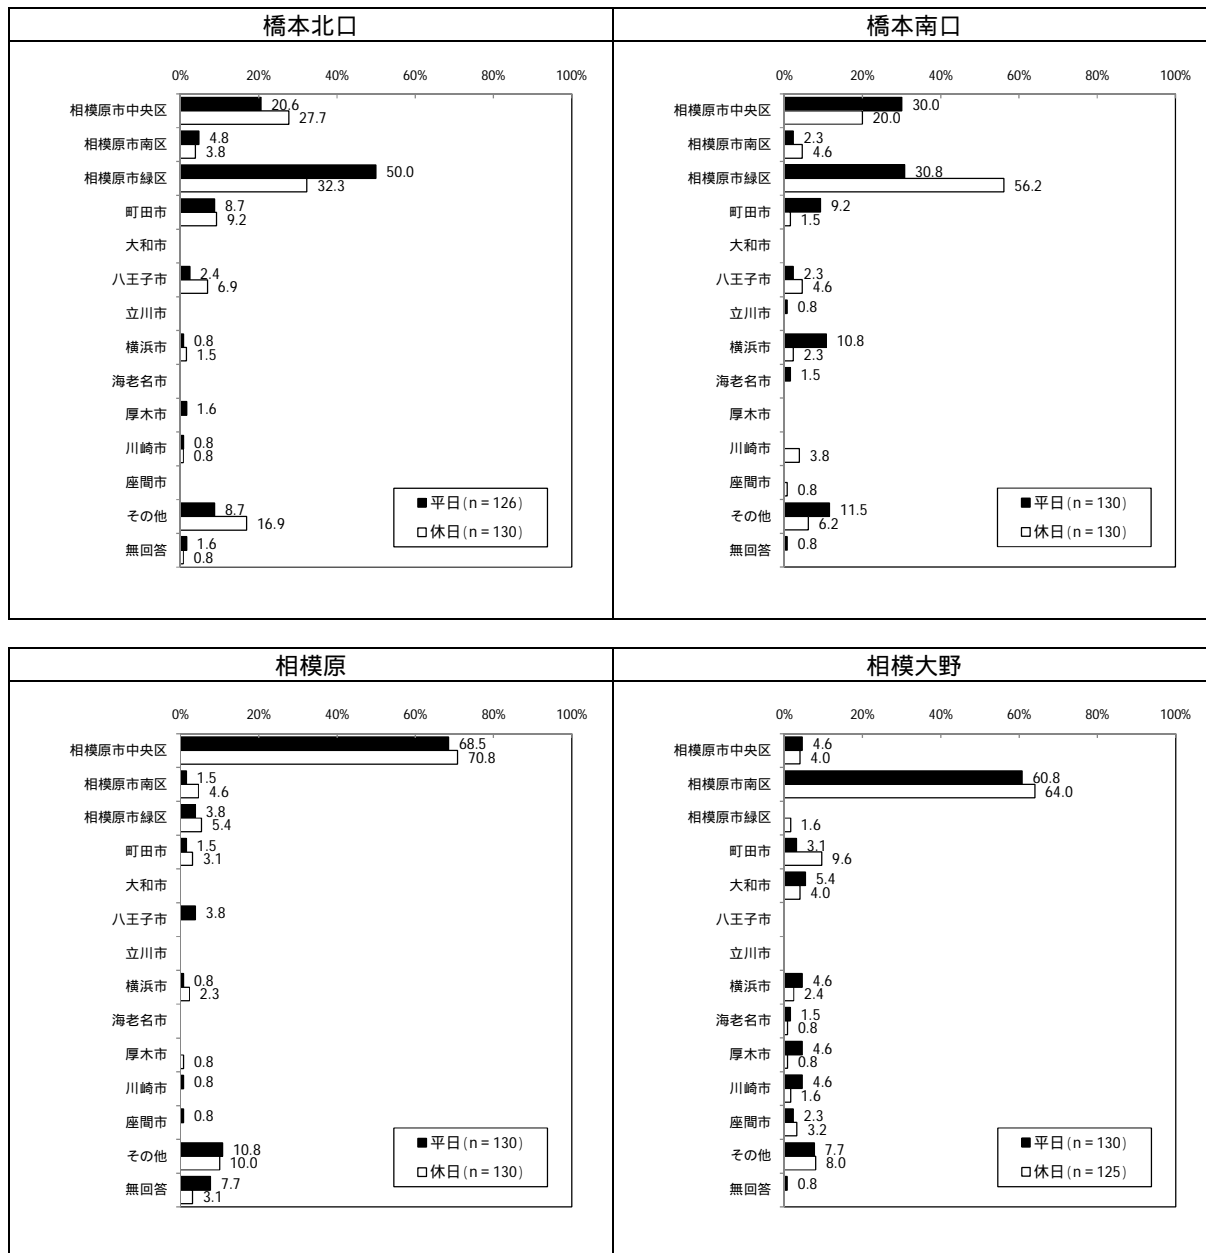 橋本北口
0% 20% 40% 60% 80% 100%
相模原市中央区 20.6 27.7
相模原市南区 4.8 3.8
相模原市緑区 50.0 32.3
町田市 8.7 9.2
大和市
八王子市 2.4 6.9
立川市
横浜市 0.8 1.5
海老名市
厚木市 1.6
川崎市 0.8 0.8
座間市
その他 8.7 16.9
無回答 1.6 0.8
■平日(n=126)
□休日(n=130)
橋本南口
0% 20% 40% 60% 80% 100%
相模原市中央区 30.0 20.0
相模原市南区 2.3 4.6
相模原市緑区 30.8 56.2
町田市 9.2 1.5
大和市
八王子市 2.3 4.6
立川市 0.8
横浜市 10.8 2.3
海老名市 1.5
厚木市
川崎市 3.8
座間市 0.8
その他 11.5 6.2
無回答 0.8
■平日(n=130)
□休日(n=130)
相模原
0% 20% 40% 60% 80% 100%
相模原市中央区 68.5 70.8
相模原市南区 1.5 4.6
相模原市緑区 3.8 5.4
町田市 1.5 3.1
大和市
八王子市 3.8
立川市
横浜市 0.8 2.3
海老名市
厚木市 0.8
川崎市 0.8
座間市 0.8
その他 10.8 10.0
無回答 7.7 3.1
■平日(n=130)
□休日(n=130)
相模大野
0% 20% 40% 60% 80% 100%
相模原市中央区 4.6 4.0
相模原市南区 60.8 64.0
相模原市緑区 1.6
町田市 3.1 9.6
大和市 5.4 4.0
八王子市
立川市
横浜市 4.6 2.4
海老名市 1.5 0.8
厚木市 4.6 0.8
川崎市 4.6 1.6
座間市 2.3 3.2
その他 7.7 8.0
無回答 0.8
■平日(n=130)
□休日(n=125)